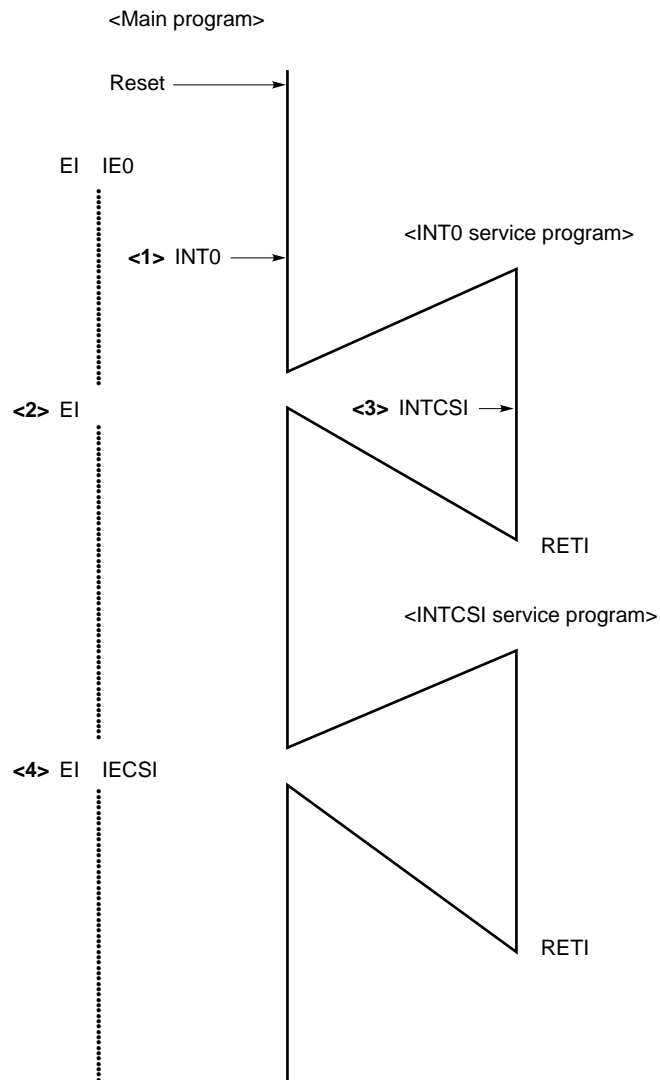 <Main program>
Reset
EI IE0
<INT0 service program>
<1> INT0
<2> EI
<3> INTCSI
RETI
<INTCSI service program>
<4> EI IECSI
RETI